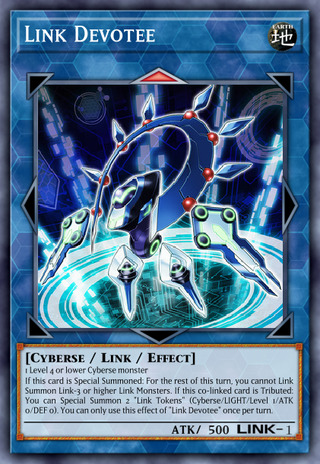 Link Devotee
EARTH
地
[Cyberse / Link / Effect]
1 Level 4 or lower Cyberse monster
If this card is Special Summoned: For the rest of this turn, you cannot Link
Summon Link-3 or higher Link Monsters. If this co-linked card is Tributed:
You can Special Summon 2 "Link Tokens" (Cyberse/LIGHT/Level 1/ATK
0/DEF 0). You can only use this effect of "Link Devotee" once per turn.
ATK/ 500 LINK-1